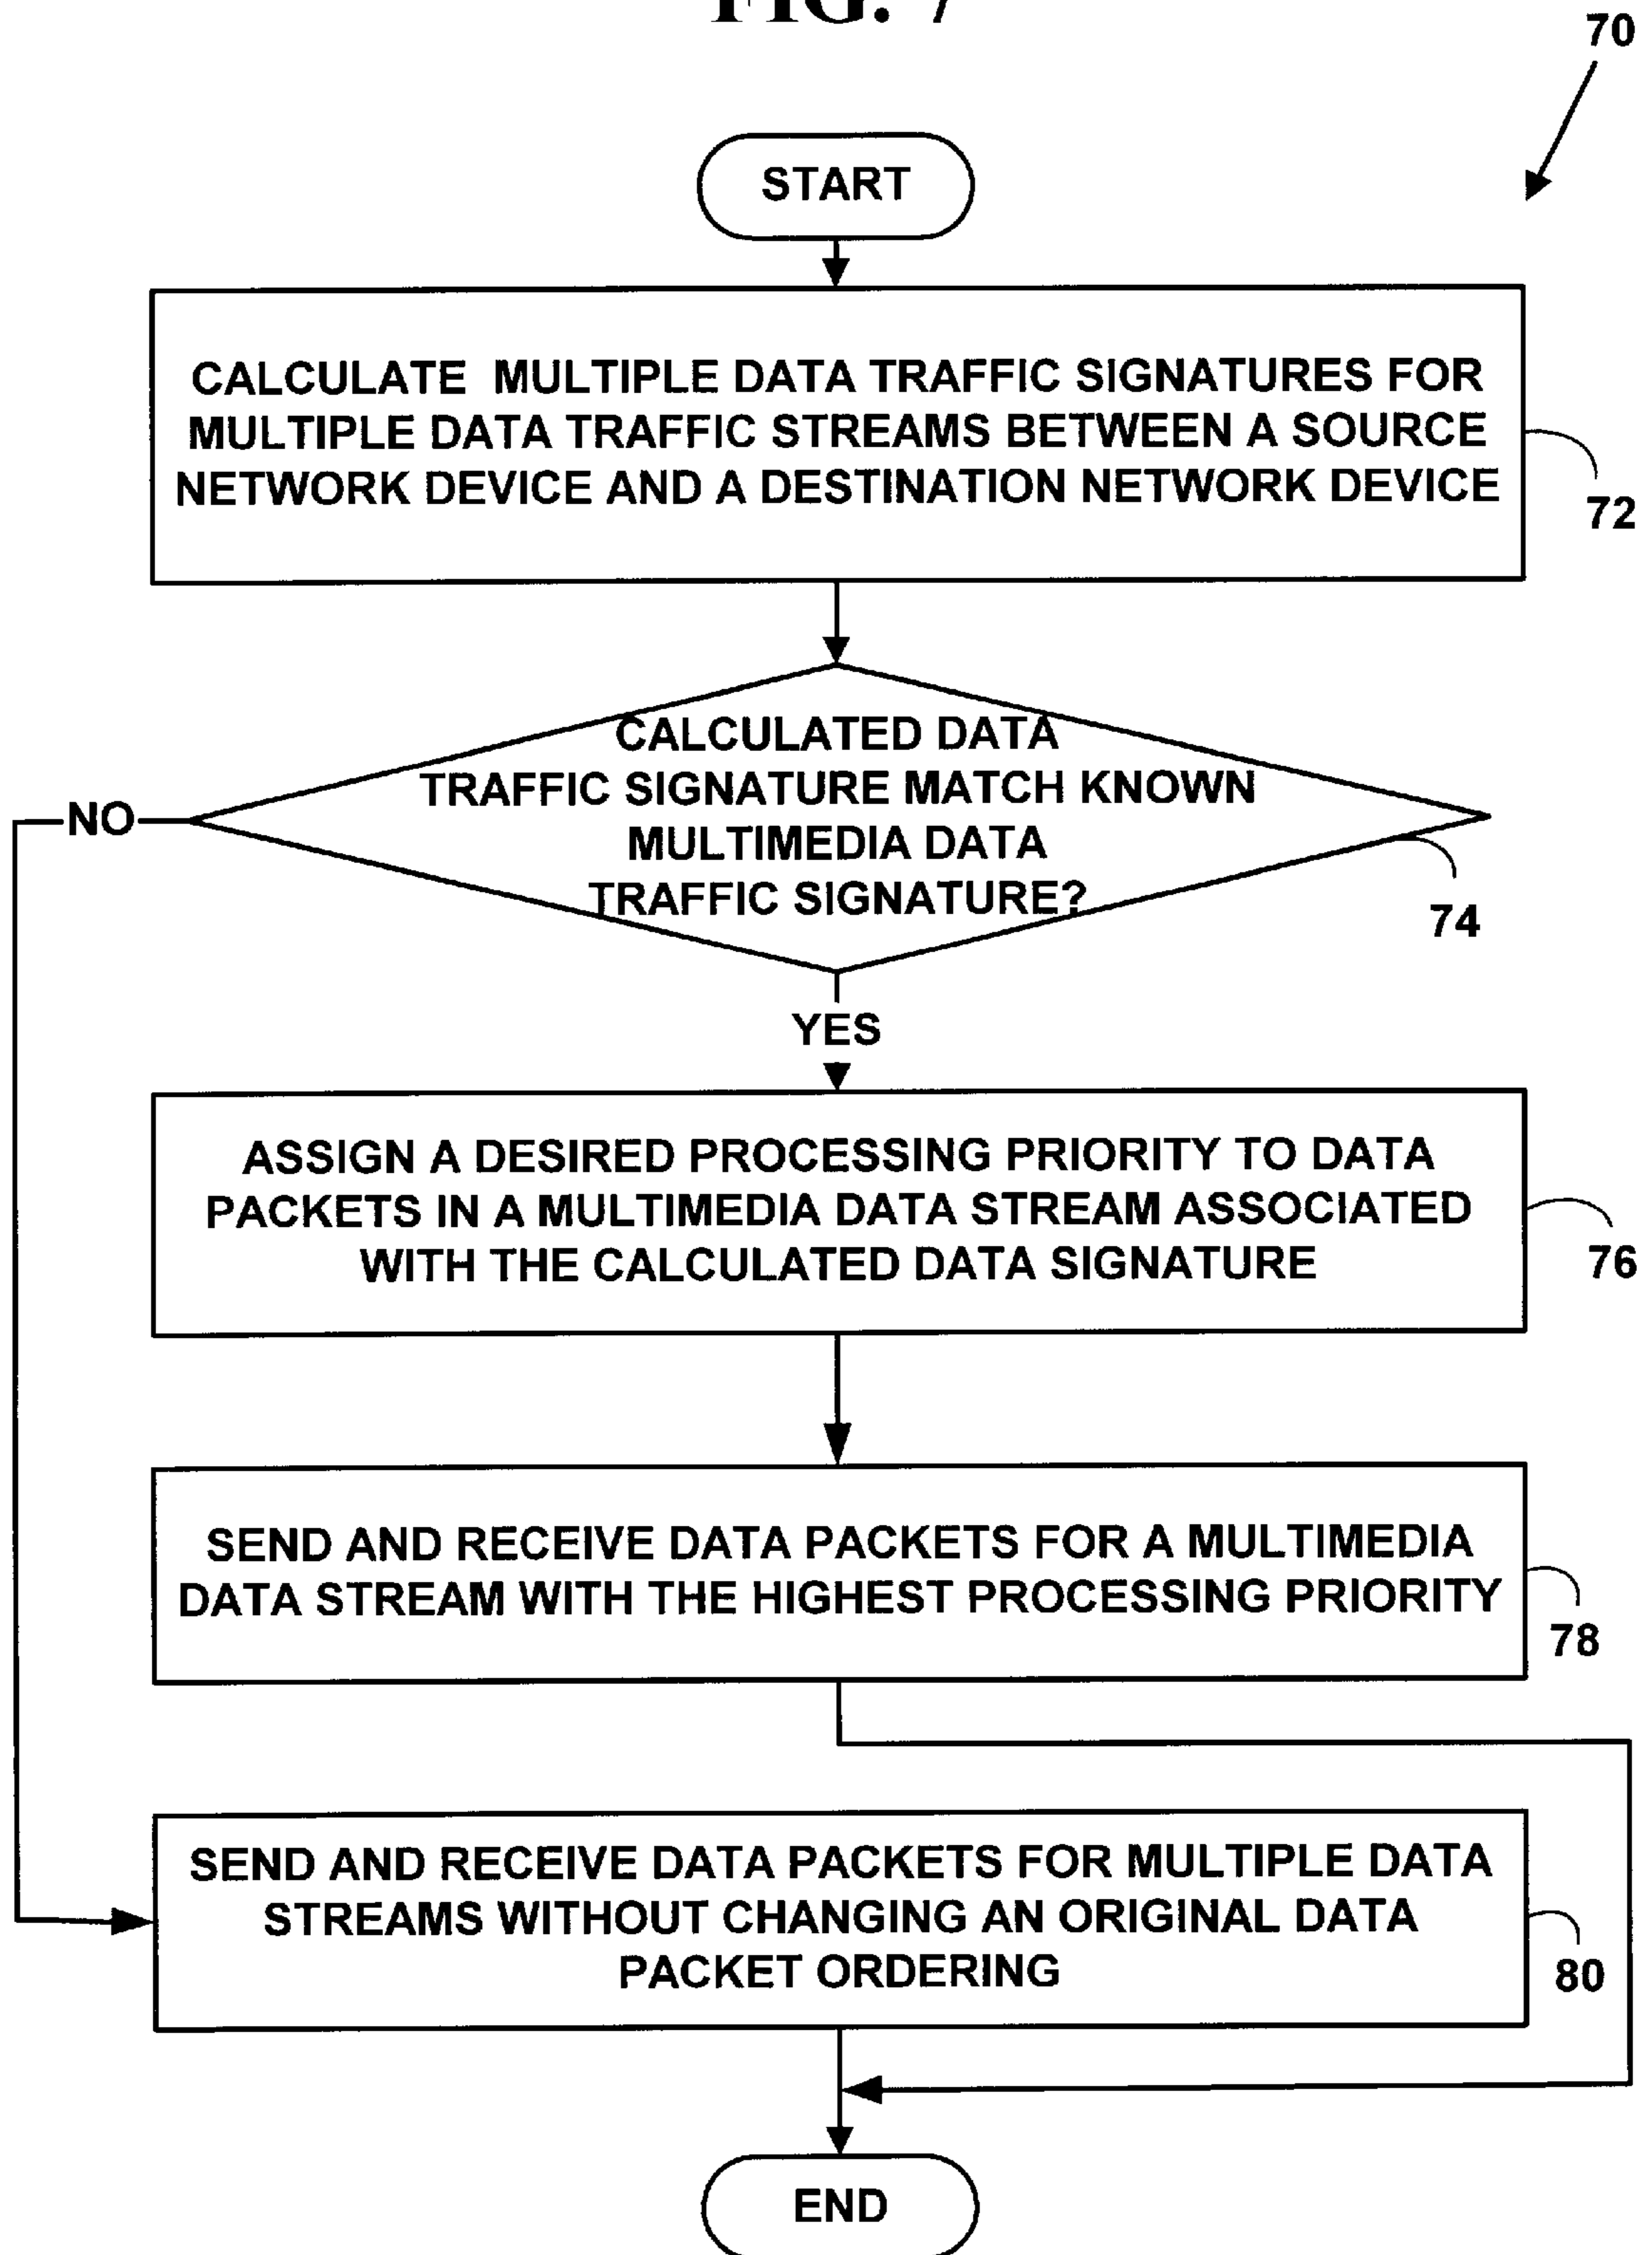 FIG. 7
70
START
CALCULATE MULTIPLE DATA TRAFFIC SIGNATURES FOR
MULTIPLE DATA TRAFFIC STREAMS BETWEEN A SOURCE
NETWORK DEVICE AND A DESTINATION NETWORK DEVICE
72
CALCULATED DATA
TRAFFIC SIGNATURE MATCH KNOWN
MULTIMEDIA DATA
TRAFFIC SIGNATURE?
NO
74
YES
ASSIGN A DESIRED PROCESSING PRIORITY TO DATA
PACKETS IN A MULTIMEDIA DATA STREAM ASSOCIATED
WITH THE CALCULATED DATA SIGNATURE
76
SEND AND RECEIVE DATA PACKETS FOR A MULTIMEDIA
DATA STREAM WITH THE HIGHEST PROCESSING PRIORITY
78
SEND AND RECEIVE DATA PACKETS FOR MULTIPLE DATA
STREAMS WITHOUT CHANGING AN ORIGINAL DATA
PACKET ORDERING
80
END